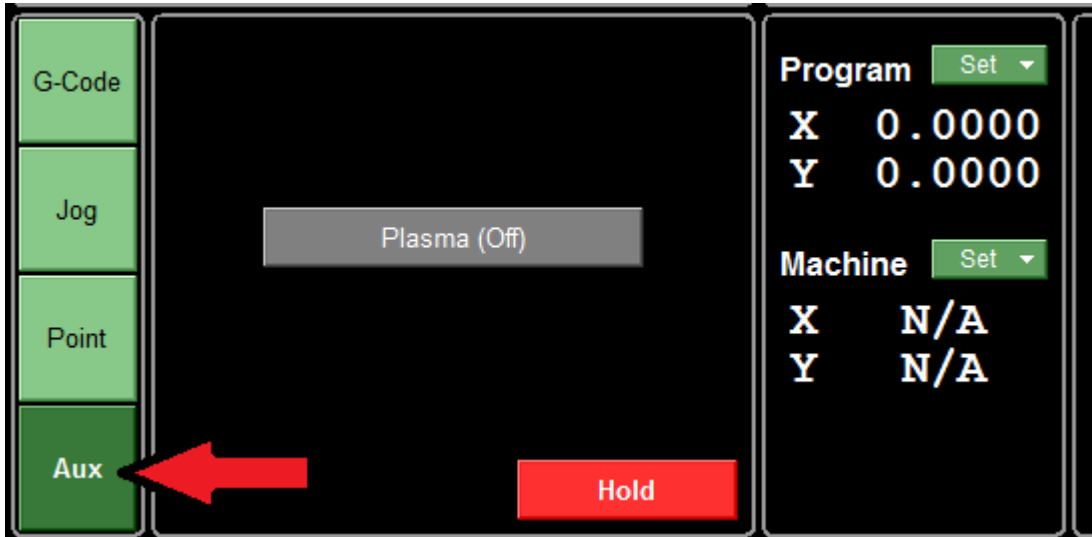 G-Code
Jog
Point
Aux
Plasma (Off)
Hold
Program Set
X 0.0000
Y 0.0000
Machine Set
X N/A
Y N/A